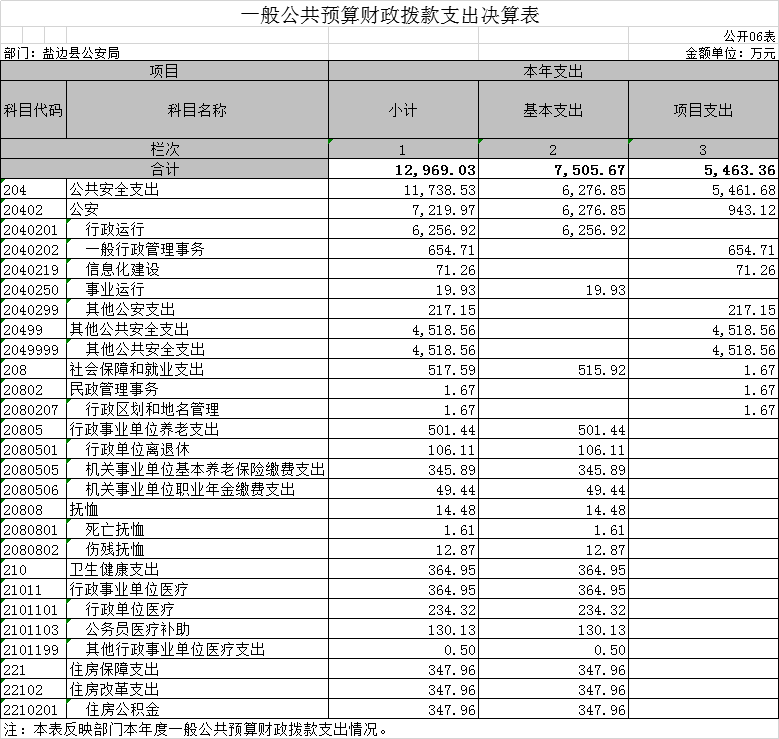 一般公共预算财政拨款支出决算表
公开06表
部门：盐边县公安局 金额单位：万元
项目 本年支出
科目代码 科目名称 小计 基本支出 项目支出
栏次 1 2 3
合计 12,969.03 7,505.67 5,463.36
204 公共安全支出 11,738.53 6,276.85 5,461.68
20402 公安 7,219.97 6,276.85 943.12
2040201 行政运行 6,256.92 6,256.92
2040202 一般行政管理事务 654.71 654.71
2040219 信息化建设 71.26 71.26
2040250 事业运行 19.93 19.93
2040299 其他公安支出 217.15 217.15
20499 其他公共安全支出 4,518.56 4,518.56
2049999 其他公共安全支出 4,518.56 4,518.56
208 社会保障和就业支出 517.59 515.92 1.67
20802 民政管理事务 1.67 1.67
2080207 行政区划和地名管理 1.67 1.67
20805 行政事业单位养老支出 501.44 501.44
2080501 行政单位离退休 106.11 106.11
2080505 机关事业单位基本养老保险缴费支出 345.89 345.89
2080506 机关事业单位职业年金缴费支出 49.44 49.44
20808 抚恤 14.48 14.48
2080801 死亡抚恤 1.61 1.61
2080802 伤残抚恤 12.87 12.87
210 卫生健康支出 364.95 364.95
21011 行政事业单位医疗 364.95 364.95
2101101 行政单位医疗 234.32 234.32
2101103 公务员医疗补助 130.13 130.13
2101199 其他行政事业单位医疗支出 0.50 0.50
221 住房保障支出 347.96 347.96
22102 住房改革支出 347.96 347.96
2210201 住房公积金 347.96 347.96
注：本表反映部门本年度一般公共预算财政拨款支出情况。